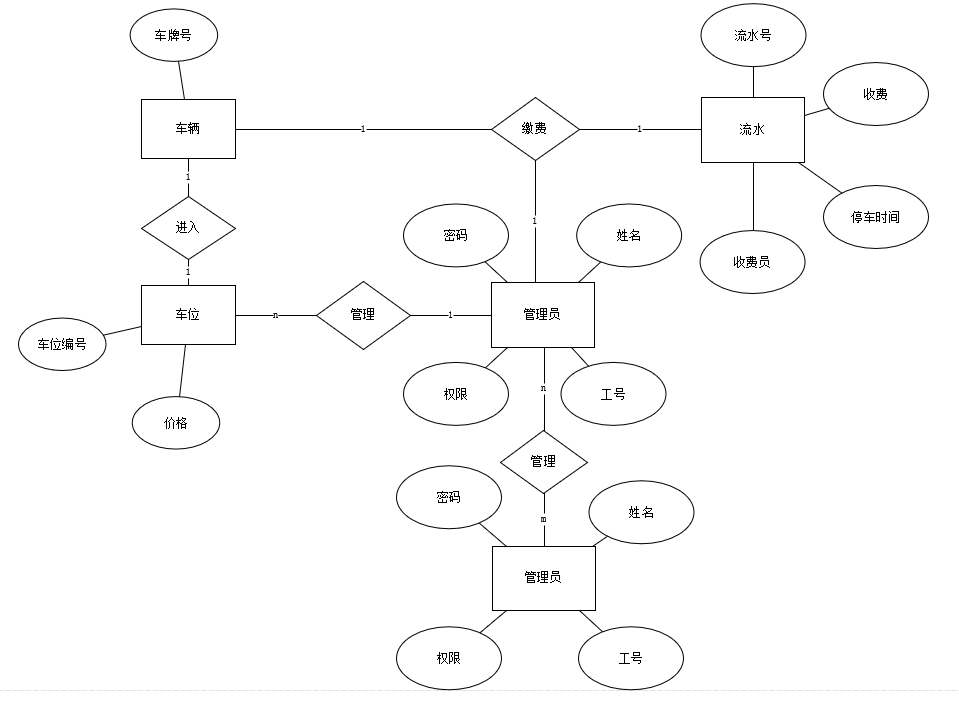 车牌号
流水号
收费
车辆
1
缴费
1
流水
1
进入
密码
1
姓名
停车时间
收费员
1
车位
n
管理
1
管理员
车位编号
价格
权限
n
工号
管理
密码
m
姓名
管理员
权限
工号